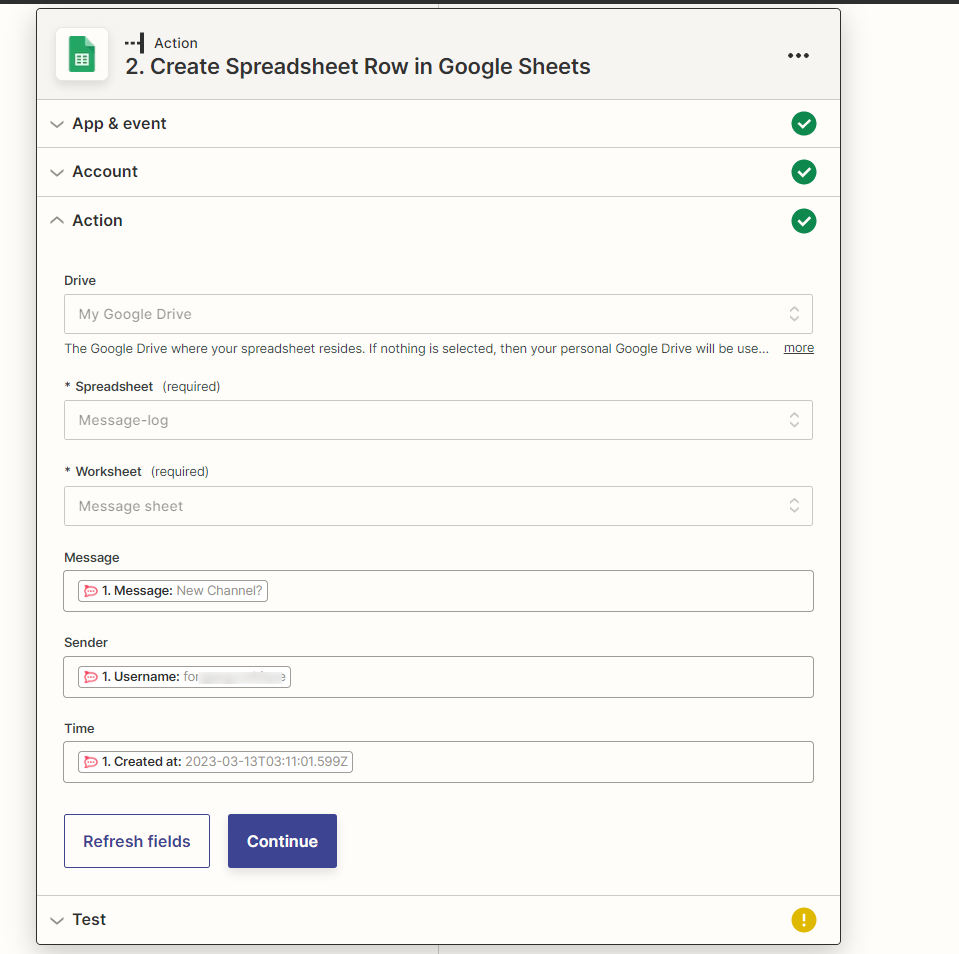 Action
2. Create Spreadsheet Row in Google Sheets
App & event
Account
Action
Drive
My Google Drive
The Google Drive where your spreadsheet resides. If nothing is selected, then your personal Google Drive will be use... more
* Spreadsheet (required)
Message-log
* Worksheet (required)
Message sheet
Message
1. Message: New Channel?
Sender
1. Username:
Time
1. Created at: 2023-03-13T03:11:01.599Z
Refresh fields Continue
Test